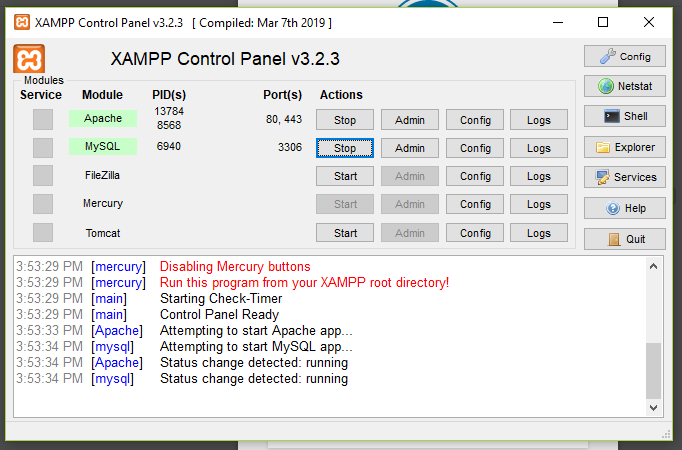 XAMPP Control Panel v3.2.3 [ Compiled: Mar 7th 2019 ]
XAMPP Control Panel v3.2.3
Config
Modules
Service Module PID(s) Port(s) Actions
Netstat
Apache 13784 8568 80, 443 Stop Admin Config Logs
Shell
MySQL 6940 3306 Stop Admin Config Logs
Explorer
FileZilla Start Admin Config Logs
Services
Mercury Start Admin Config Logs
Help
Tomcat Start Admin Config Logs
Quit
3:53:29 PM [mercury] Disabling Mercury buttons
3:53:29 PM [mercury] Run this program from your XAMPP root directory!
3:53:29 PM [main] Starting Check-Timer
3:53:29 PM [main] Control Panel Ready
3:53:33 PM [Apache] Attempting to start Apache app...
3:53:34 PM [mysql] Attempting to start MySQL app...
3:53:34 PM [Apache] Status change detected: running
3:53:34 PM [mysql] Status change detected: running